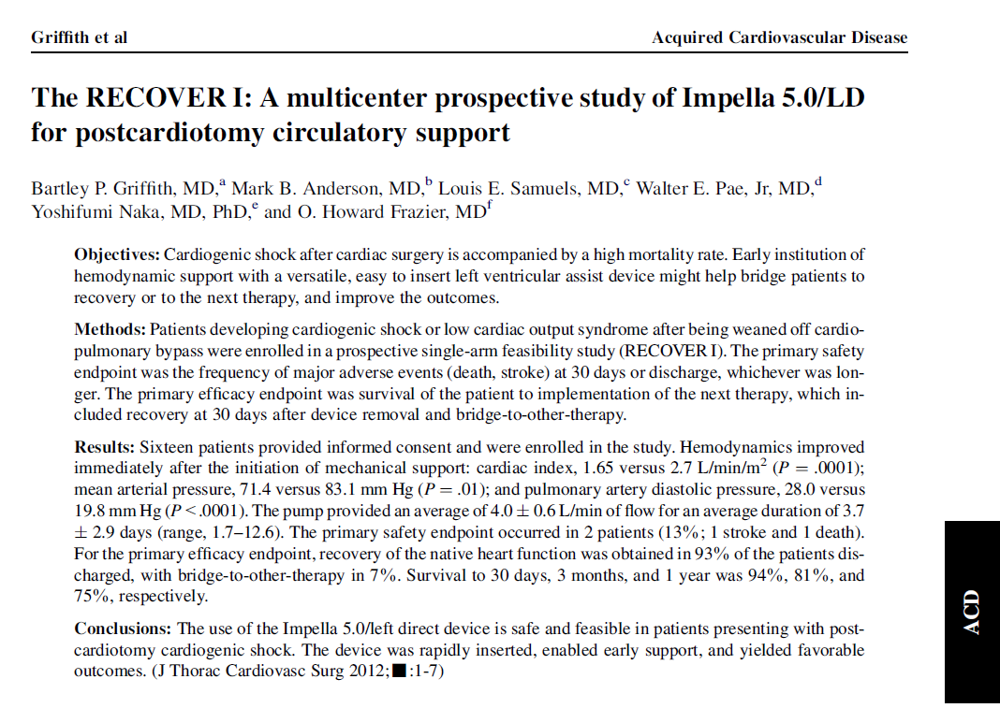 Griffith et al Acquired Cardiovascular Disease
The RECOVER I: A multicenter prospective study of Impella 5.0/LD
for postcardiotomy circulatory support
Bartley P. Griffith, MD,a Mark B. Anderson, MD,b Louis E. Samuels, MD,c Walter E. Pae, Jr, MD,d
Yoshifumi Naka, MD, PhD,e and O. Howard Frazier, MDf
Objectives: Cardiogenic shock after cardiac surgery is accompanied by a high mortality rate. Early institution of
hemodynamic support with a versatile, easy to insert left ventricular assist device might help bridge patients to
recovery or to the next therapy, and improve the outcomes.
Methods: Patients developing cardiogenic shock or low cardiac output syndrome after being weaned off cardio-
pulmonary bypass were enrolled in a prospective single-arm feasibility study (RECOVER I). The primary safety
endpoint was the frequency of major adverse events (death, stroke) at 30 days or discharge, whichever was lon-
ger. The primary efficacy endpoint was survival of the patient to implementation of the next therapy, which in-
cluded recovery at 30 days after device removal and bridge-to-other-therapy.
Results: Sixteen patients provided informed consent and were enrolled in the study. Hemodynamics improved
immediately after the initiation of mechanical support: cardiac index, 1.65 versus 2.7 L/min/m2 (P = .0001);
mean arterial pressure, 71.4 versus 83.1 mm Hg (P = .01); and pulmonary artery diastolic pressure, 28.0 versus
19.8 mm Hg (P < .0001). The pump provided an average of 4.0 ± 0.6 L/min of flow for an average duration of 3.7
± 2.9 days (range, 1.7–12.6). The primary safety endpoint occurred in 2 patients (13%; 1 stroke and 1 death).
For the primary efficacy endpoint, recovery of the native heart function was obtained in 93% of the patients dis-
charged, with bridge-to-other-therapy in 7%. Survival to 30 days, 3 months, and 1 year was 94%, 81%, and
75%, respectively.
Conclusions: The use of the Impella 5.0/left direct device is safe and feasible in patients presenting with post-
cardiotomy cardiogenic shock. The device was rapidly inserted, enabled early support, and yielded favorable
outcomes. (J Thorac Cardiovasc Surg 2012;■:1-7)
ACD